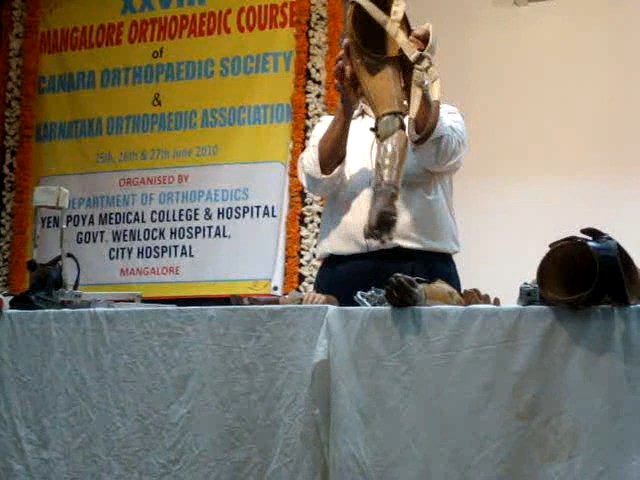 XXVIII
MANGALORE ORTHOPAEDIC COURSE
of
CANARA ORTHOPAEDIC SOCIETY
&
KARNATAKA ORTHOPAEDIC ASSOCIATION
25th, 26th & 27th June 2010
ORGANISED BY
DEPARTMENT OF ORTHOPAEDICS
YENEPOYA MEDICAL COLLEGE & HOSPITAL
GOVT. WENLOCK HOSPITAL,
CITY HOSPITAL
MANGALORE